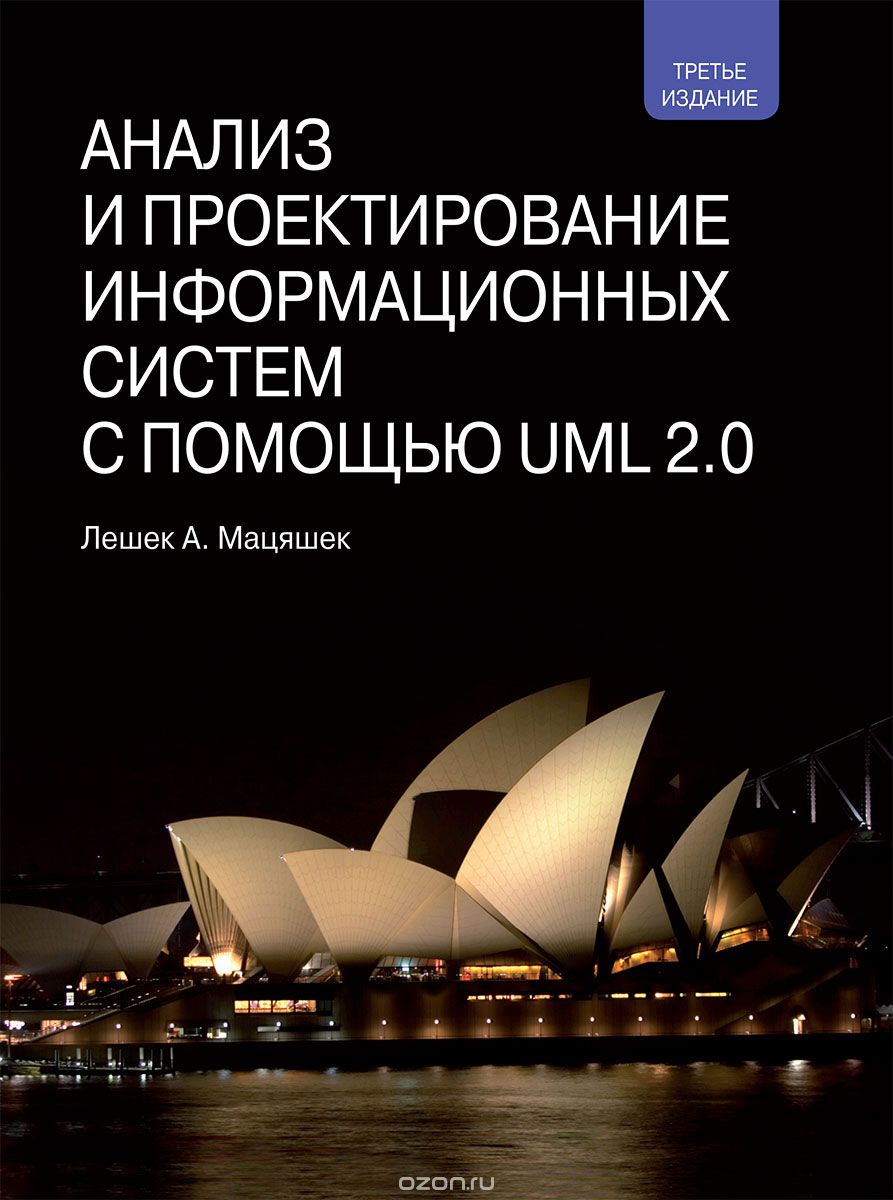 ТРЕТЬЕ
ИЗДАНИЕ
АНАЛИЗ
И ПРОЕКТИРОВАНИЕ
ИНФОРМАЦИОННЫХ
СИСТЕМ
С ПОМОЩЬЮ UML 2.0
Лешек А. Мацяшек
ozon.ru